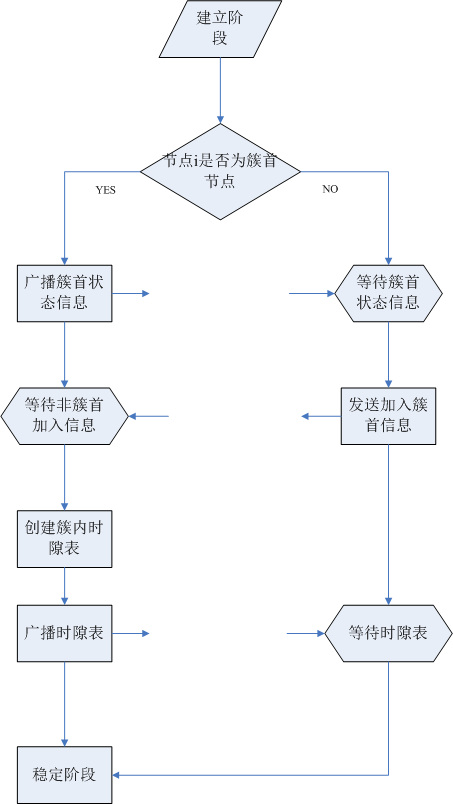 建立阶
段
节点i是否为簇首
节点
YES
NO
广播簇首状
态信息
等待簇首
状态信息
等待非簇首
加入信息
发送加入簇
首信息
创建簇内时
隙表
广播时隙表
等待时隙表
稳定阶段